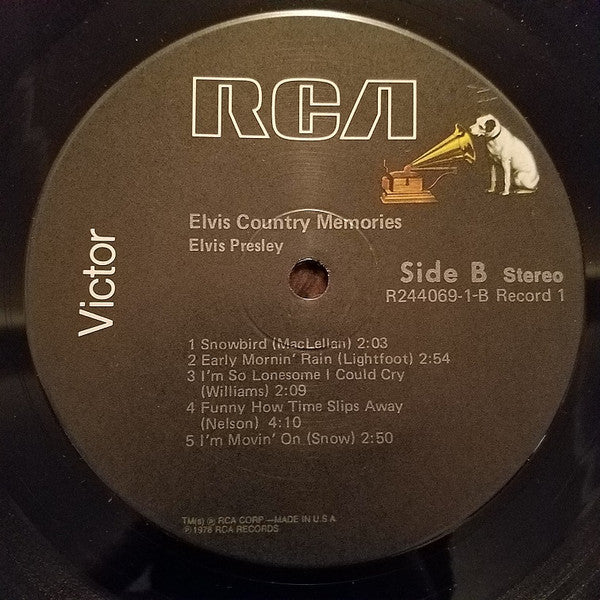 RCA
Victor
Elvis Country Memories
Elvis Presley
Side B Stereo
R244069-1-B Record 1
1 Snowbird (MacLellan) 2:03
2 Early Mornin' Rain (Lightfoot) 2:54
3 I'm So Lonesome I Could Cry
(Williams) 2:09
4 Funny How Time Slips Away
(Nelson) 4:10
5 I'm Movin' On (Snow) 2:50
TM(s) ® RCA CORP.—MADE IN U.S.A
℗ 1978 RCA RECORDS